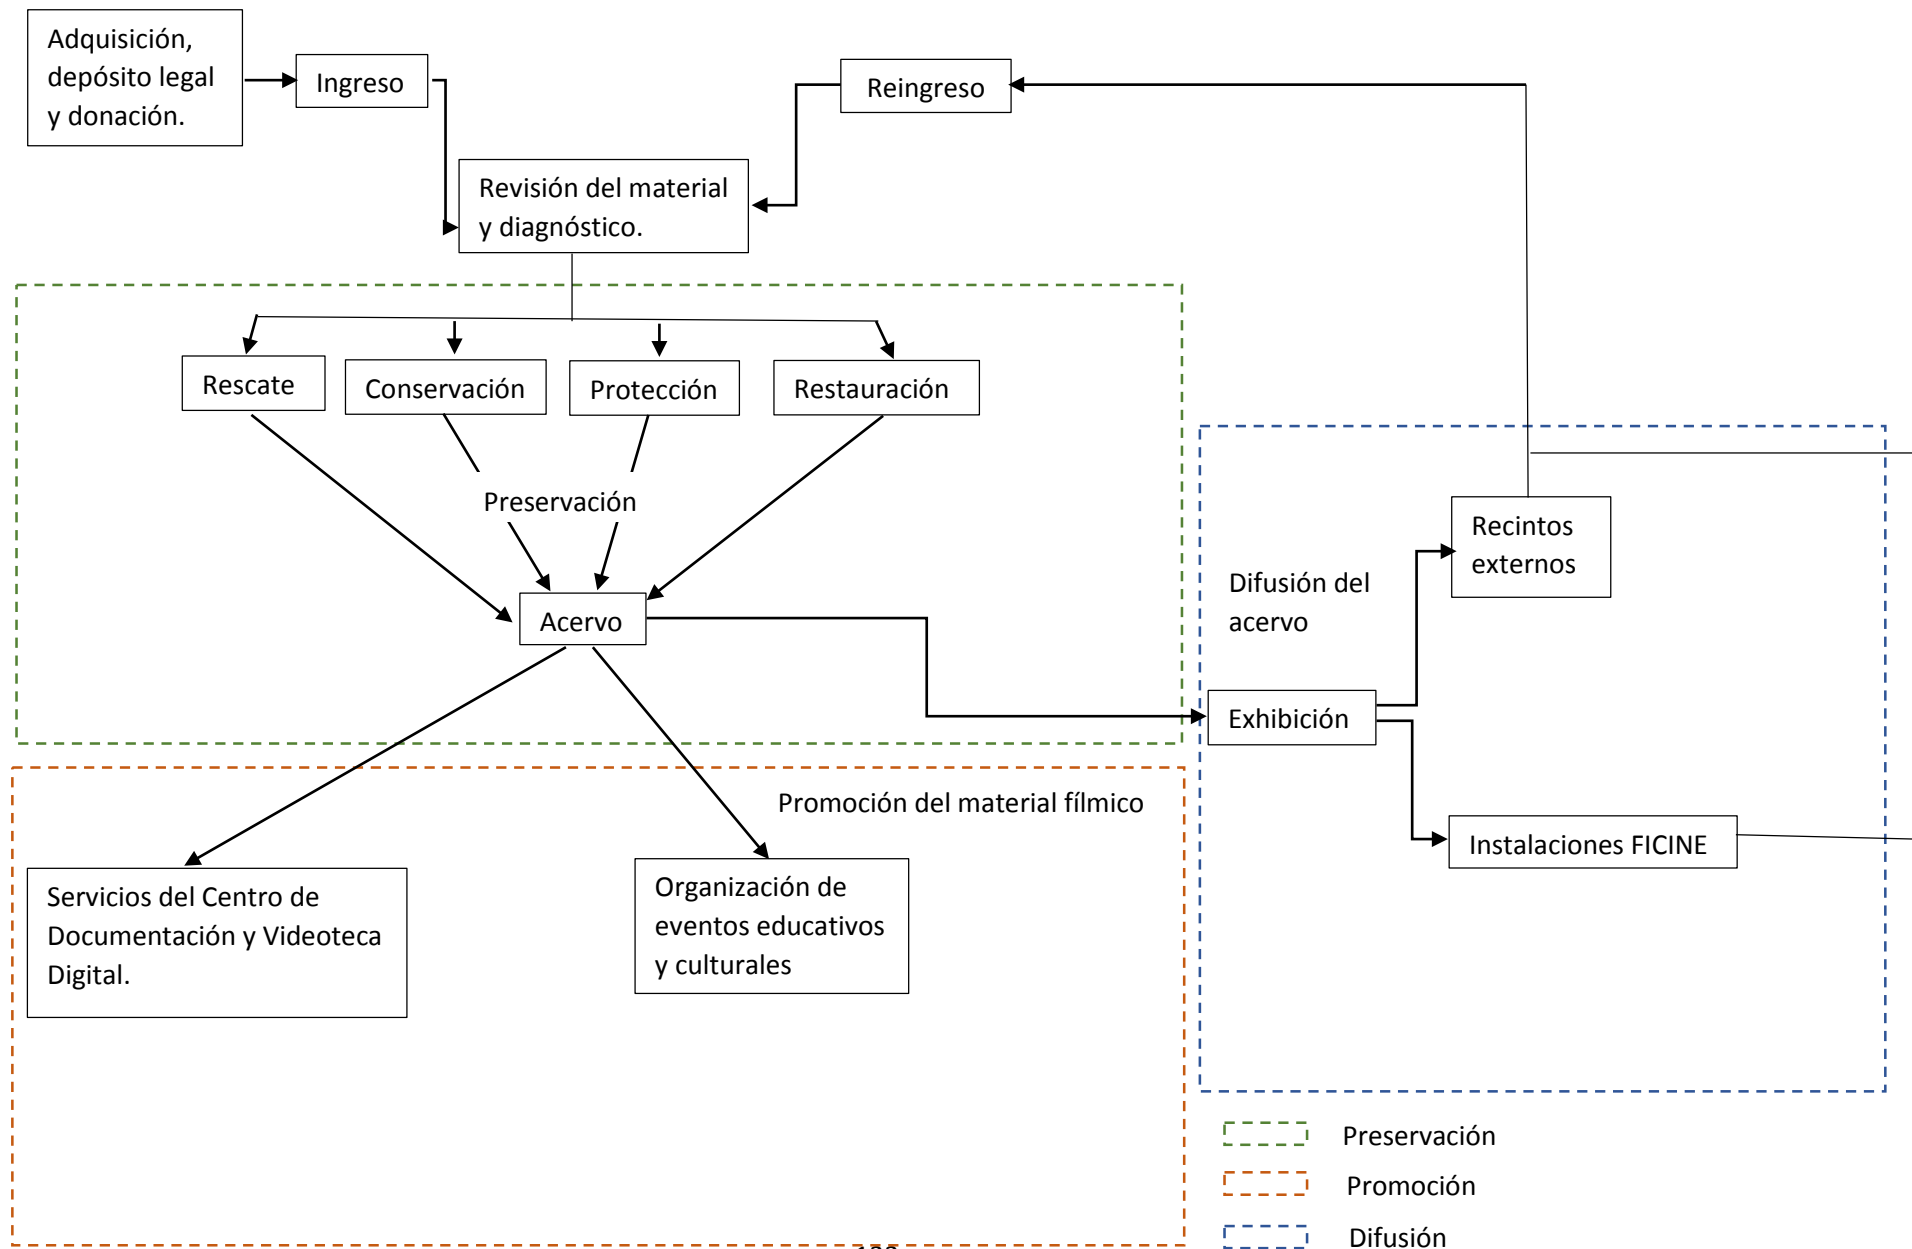 Adquisición,
depósito legal
y donación.
Ingreso
Reingreso
Revisión del material
y diagnóstico.
Rescate
Conservación
Protección
Restauración
Preservación
Acervo
Difusión del
acervo
Recintos
externos
Exhibición
Instalaciones FICINE
Promoción del material fílmico
Servicios del Centro de
Documentación y Videoteca
Digital.
Organización de
eventos educativos
y culturales
Preservación
Promoción
Difusión